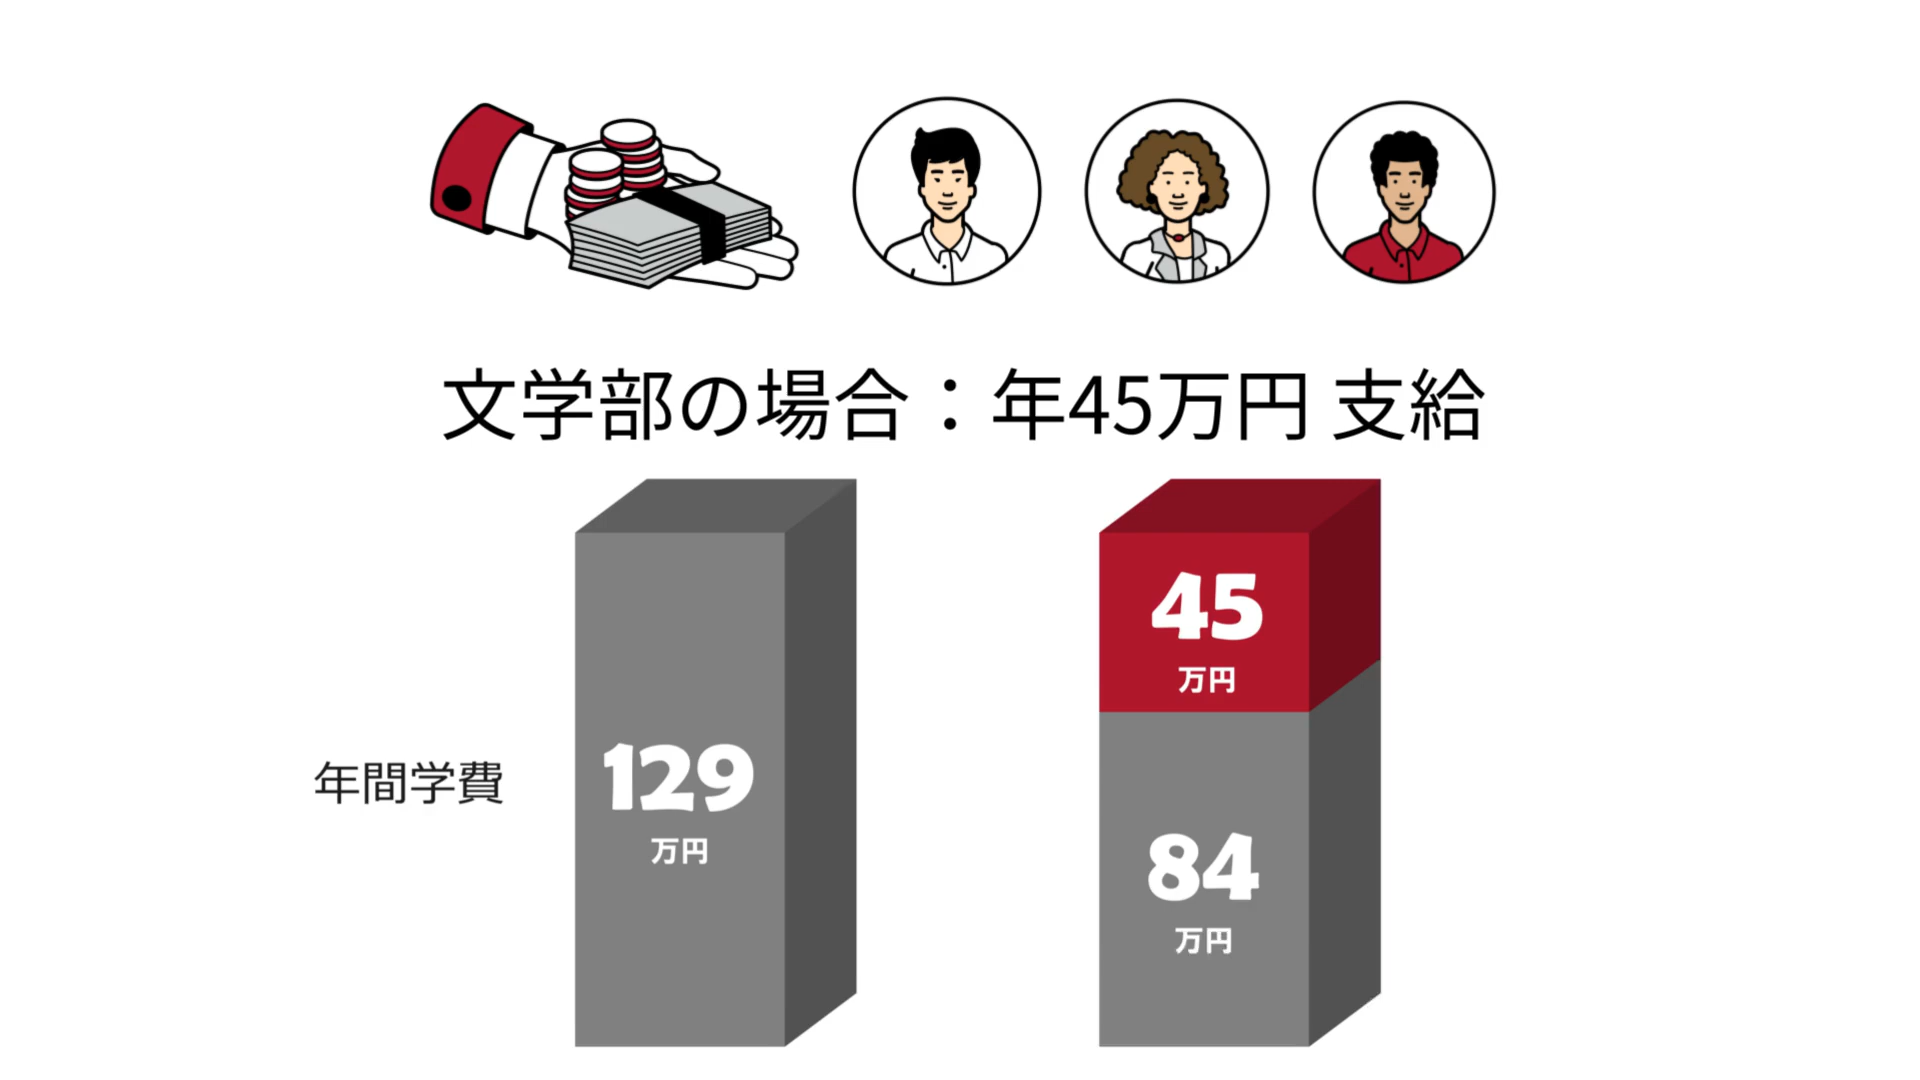 文学部の場合：年45万円 支給
年間学費
129
万円
45
万円
84
万円